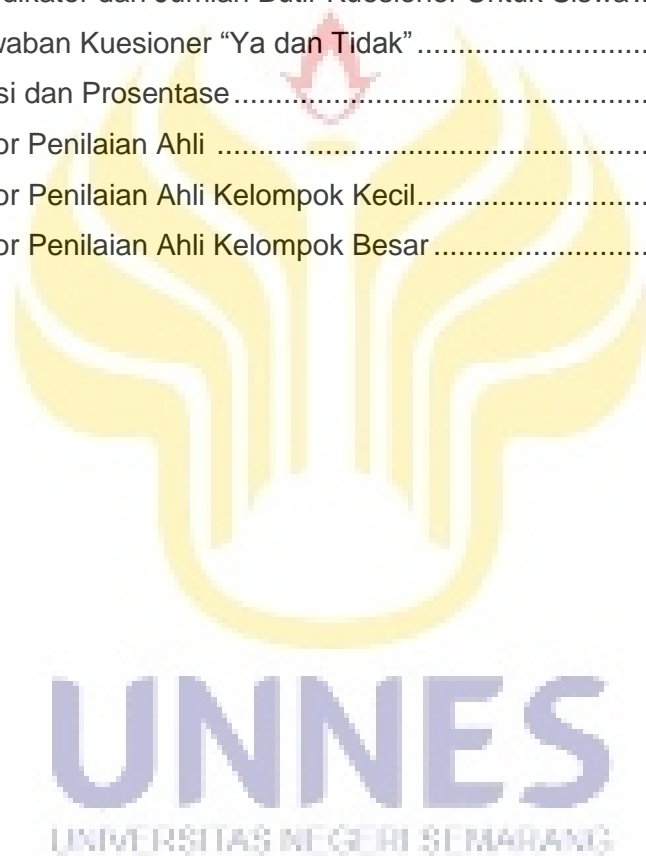 dan Jumlah Butir Kuesioner Untuk Siswa..
waban Kuesioner “Ya dan Tidak”..............................
si dan Prosentase.....................................................
or Penilaian Ahli .......................................................
or Penilaian Ahli Kelompok Kecil..............................
or Penilaian Ahli Kelompok Besar............................
UNNES
UNIVERSITAS NEGERI SEMARANG